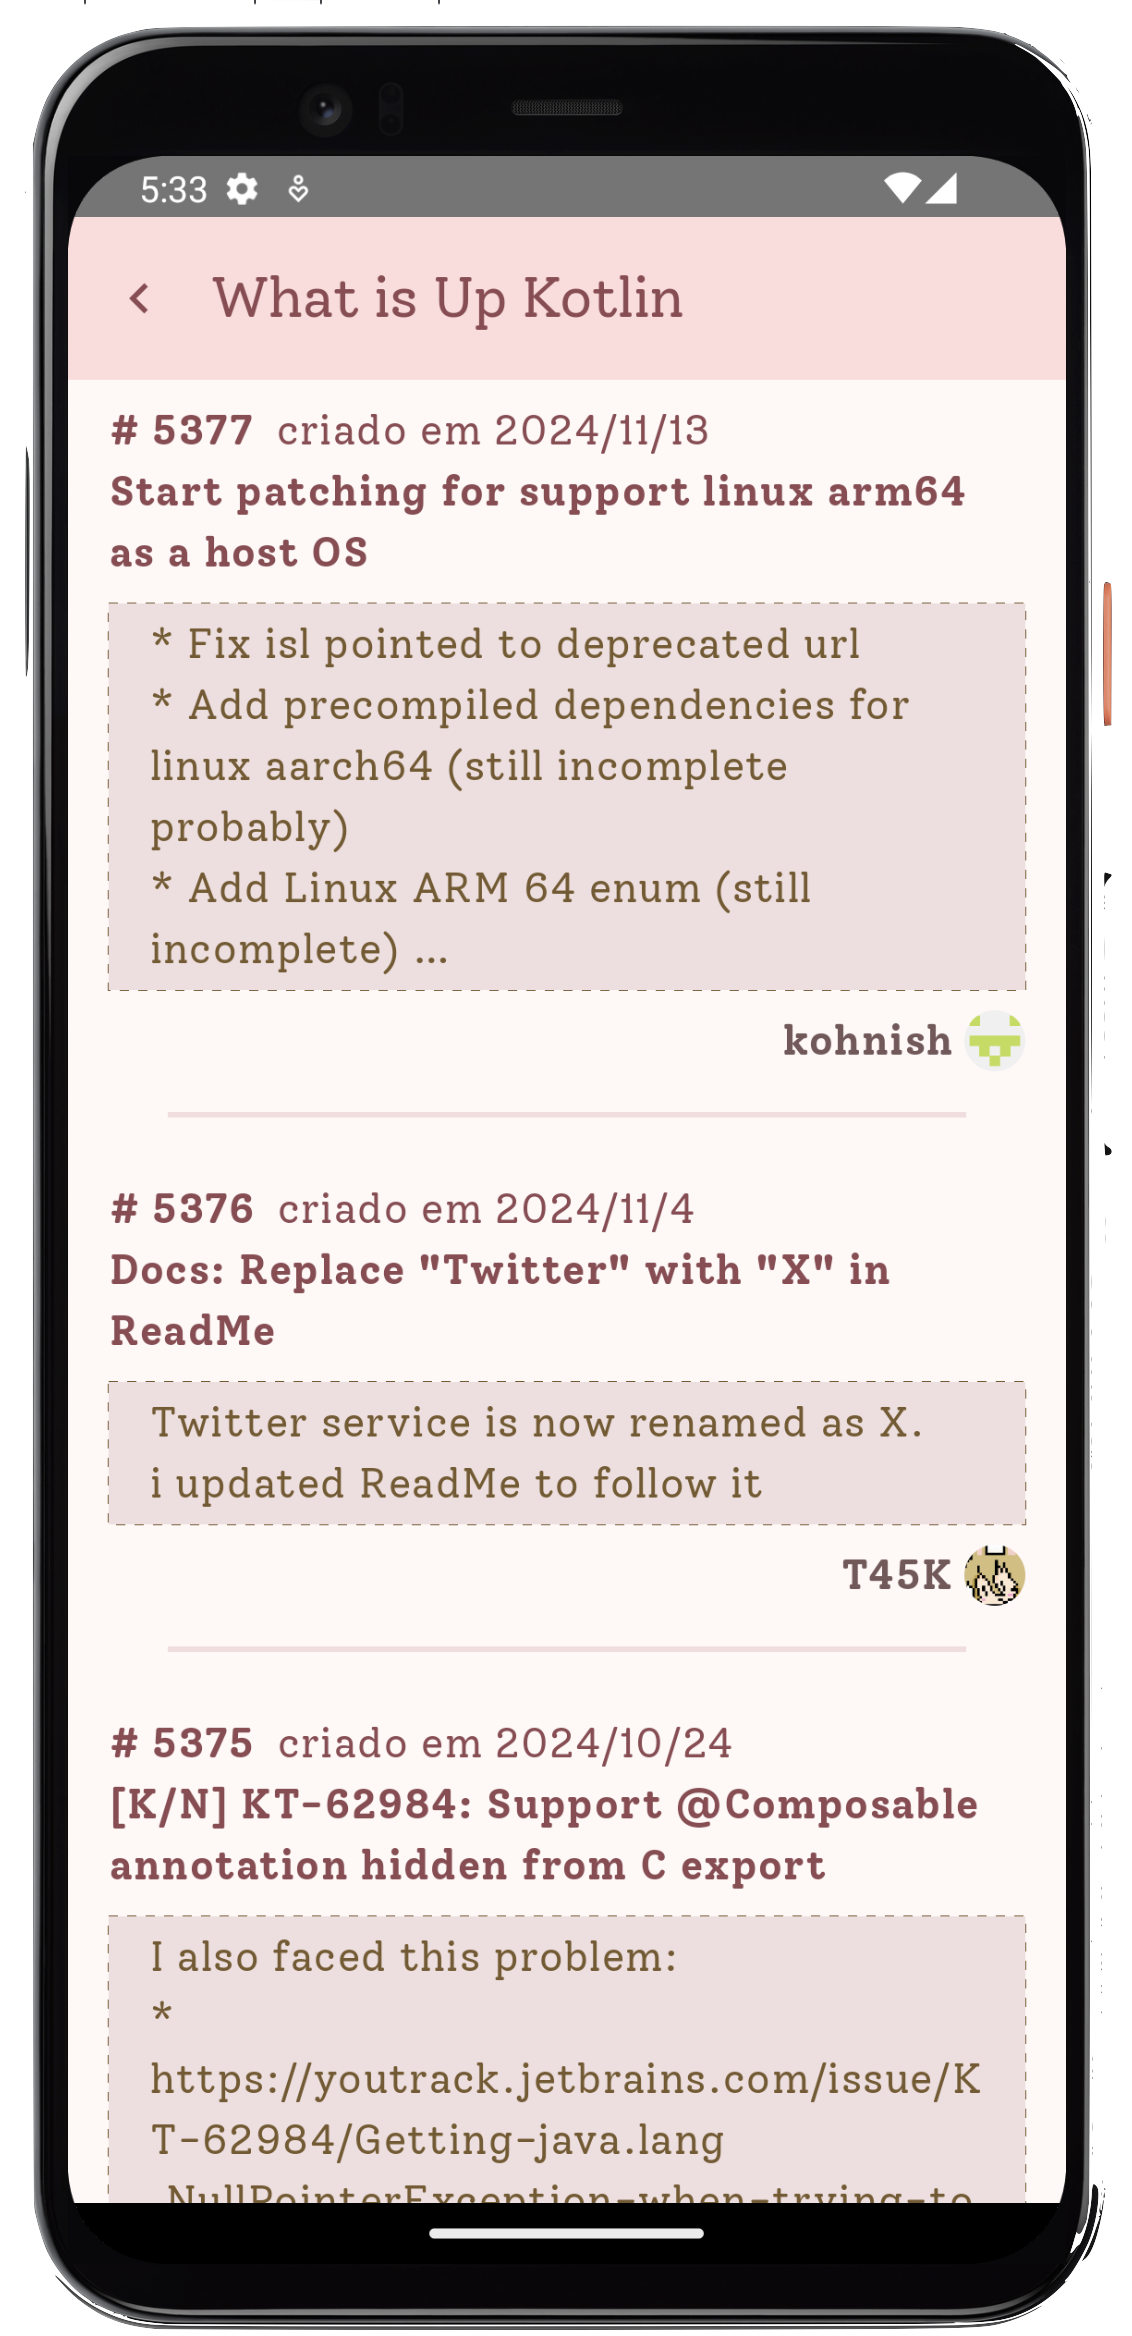 5:33
What is Up Kotlin
# 5377 criado em 2024/11/13
Start patching for support linux arm64
as a host OS
* Fix isl pointed to deprecated url
* Add precompiled dependencies for
linux aarch64 (still incomplete
probably)
* Add Linux ARM 64 enum (still
incomplete) ...
kohnish
# 5376 criado em 2024/11/4
Docs: Replace "Twitter" with "X" in
ReadMe
Twitter service is now renamed as X.
i updated ReadMe to follow it
T45K
# 5375 criado em 2024/10/24
[K/N] KT-62984: Support @Composable
annotation hidden from C export
I also faced this problem:
*
https://youtrack.jetbrains.com/issue/K
T-62984/Getting-java.lang
.NullPointerException-when-trying-to